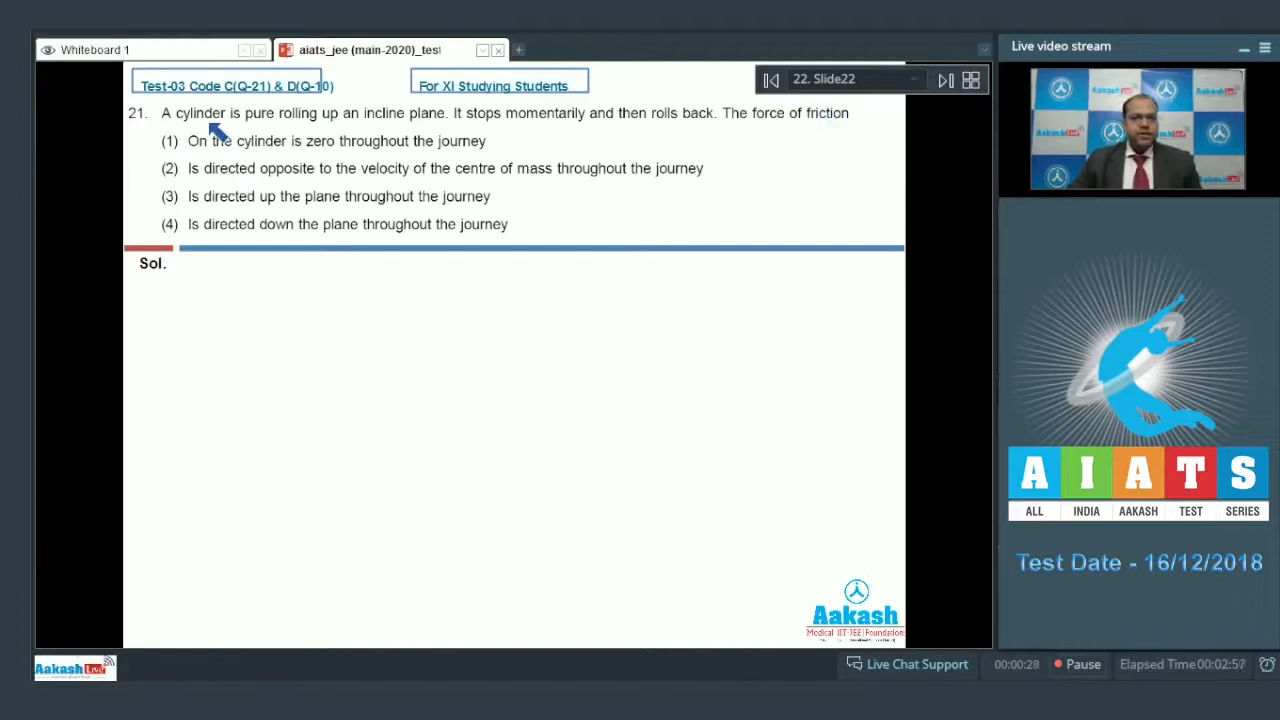 Whiteboard 1
aiats_jee (main-2020)_test
Live video stream
Test-03 Code C(Q-21) & D(Q-10)
For XI Studying Students
22. Slide22
21. A cylinder is pure rolling up an incline plane. It stops momentarily and then rolls back. The force of friction
(1) On the cylinder is zero throughout the journey
(2) Is directed opposite to the velocity of the centre of mass throughout the journey
(3) Is directed up the plane throughout the journey
(4) Is directed down the plane throughout the journey
Sol.
A I A T S
ALL INDIA AAKASH TEST SERIES
Test Date - 16/12/2018
Aakash
Medical IIT-JEE Foundations
Aakash Live
Live Chat Support
00:00:28
Pause
Elapsed Time 00:02:57